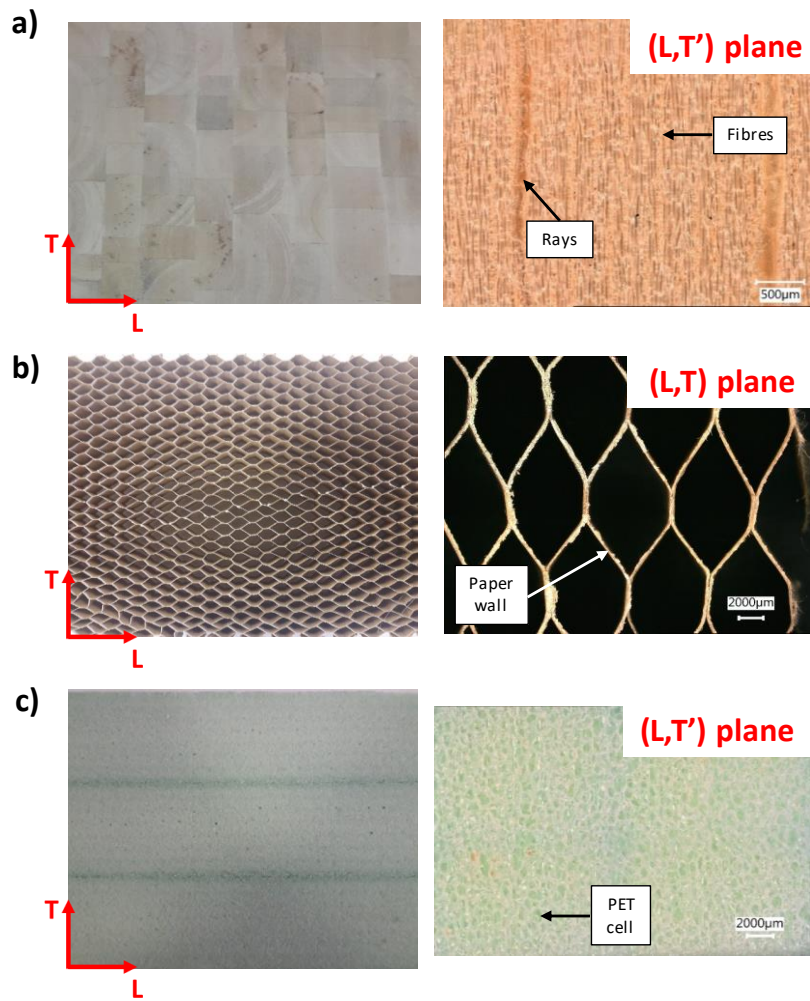 a)
(L,T’) plane
Fibres
Rays
T
L
500µm
b)
(L,T) plane
Paper
wall
T
L
2000µm
c)
(L,T’) plane
PET
cell
T
L
2000µm